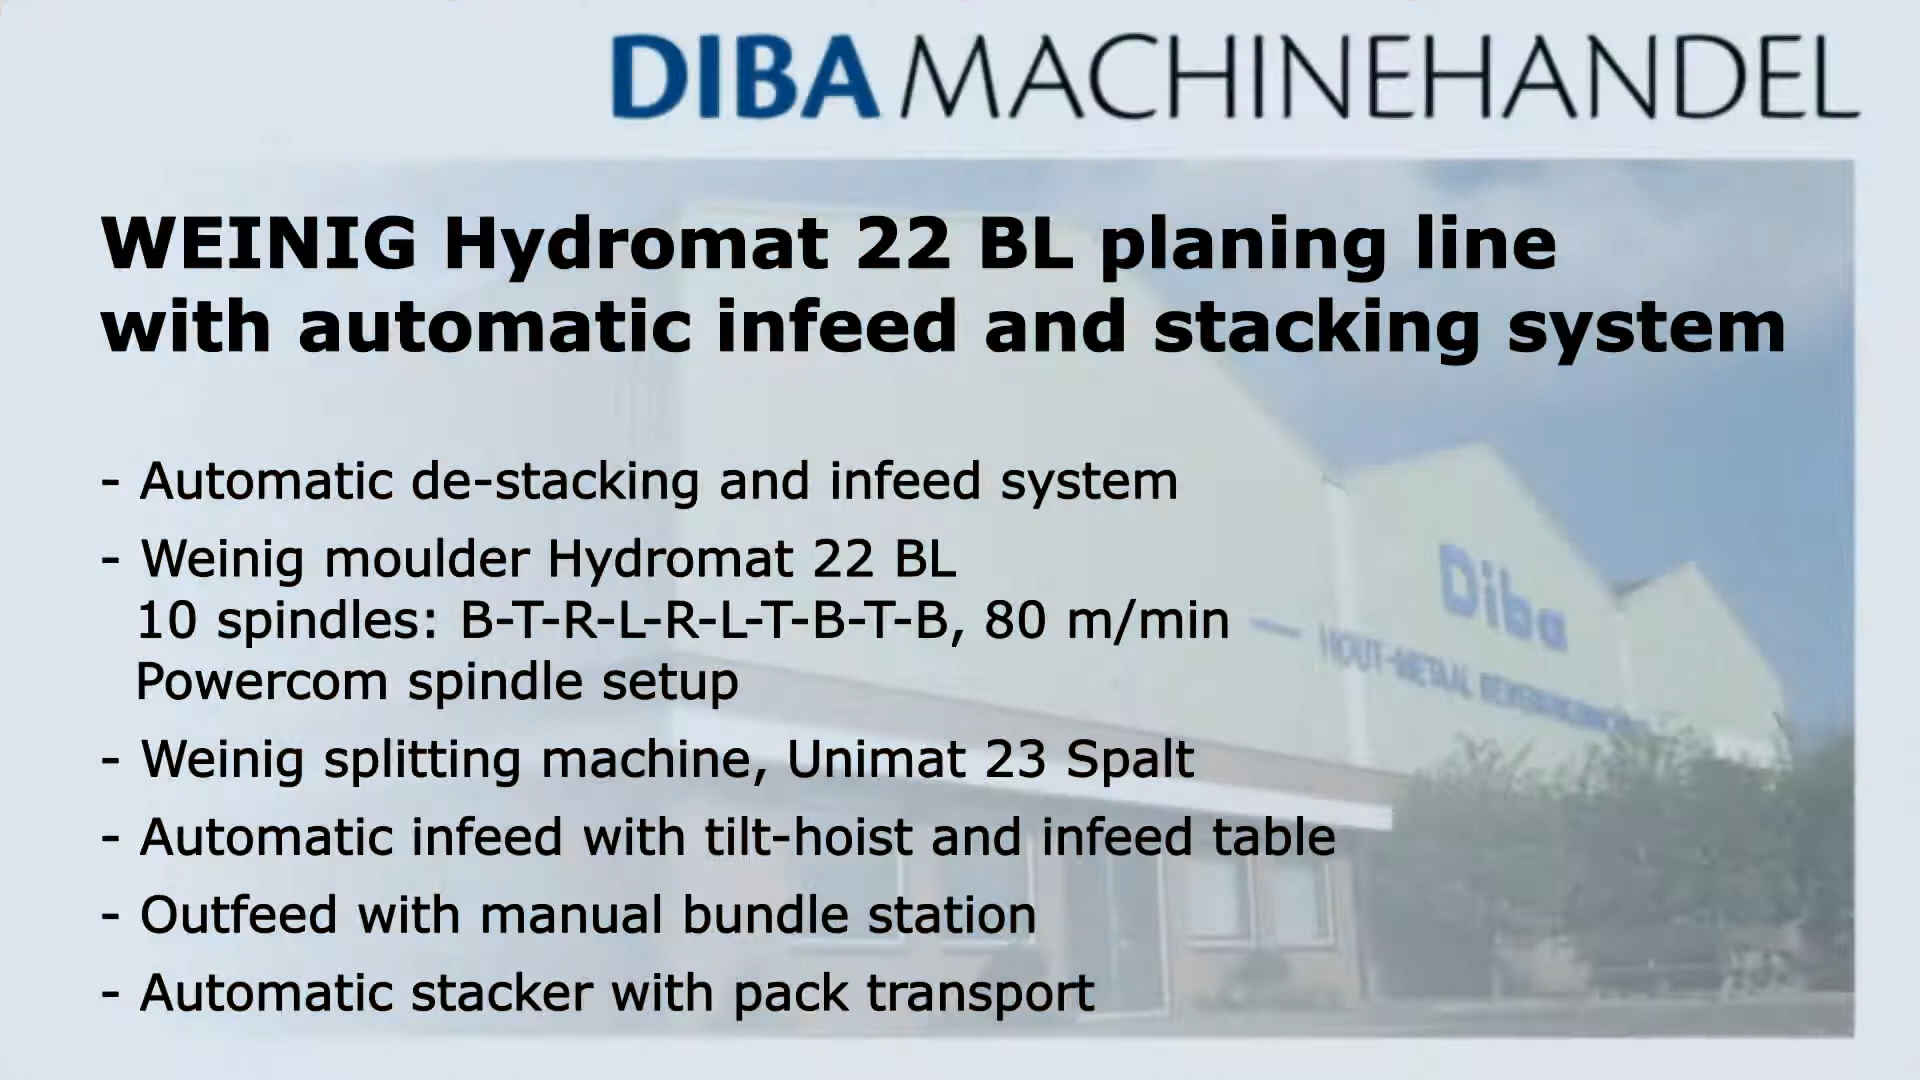 DIBA MACHINEHANDEL
WEINIG Hydromat 22 BL planing line
with automatic infeed and stacking system
- Automatic de-stacking and infeed system
- Weinig moulder Hydromat 22 BL
10 spindles: B-T-R-L-R-L-T-B-T-B, 80 m/min
Powercom spindle setup
- Weinig splitting machine, Unimat 23 Spalt
- Automatic infeed with tilt-hoist and infeed table
- Outfeed with manual bundle station
- Automatic stacker with pack transport
Diba
HOUT-METAAL